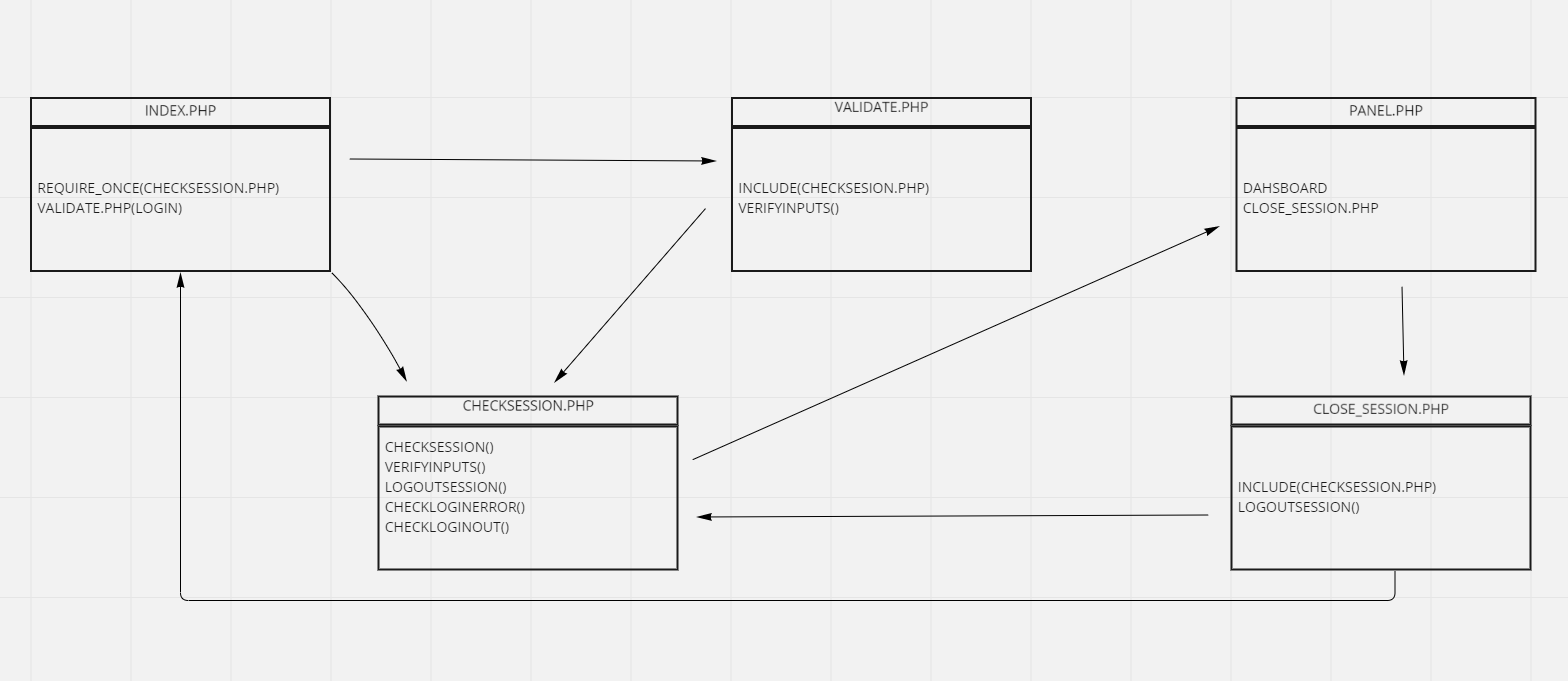 INDEX.PHP
REQUIRE_ONCE(CHECKSESSION.PHP)
VALIDATE.PHP(LOGIN)
VALIDATE.PHP
INCLUDE(CHECKSESION.PHP)
VERIFYINPUTS()
PANEL.PHP
DAHSBOARD
CLOSE_SESSION.PHP
CHECKSESSION.PHP
CHECKSESSION()
VERIFYINPUTS()
LOGOUTSESSION()
CHECKLOGINERROR()
CHECKLOGINOUT()
CLOSE_SESSION.PHP
INCLUDE(CHECKSESSION.PHP)
LOGOUTSESSION()